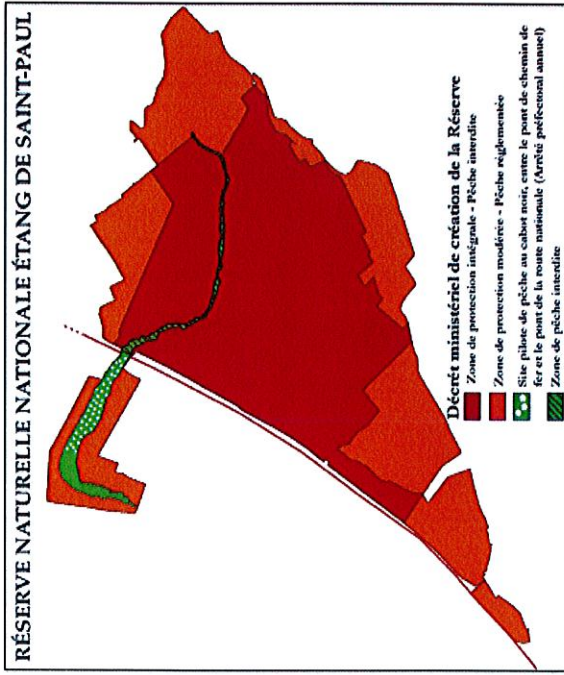 RÉSERVE NATURELLE NATIONALE ÉTANG DE SAINT-PAUL
Décrêt ministériel de création de la Réserve
Zone de protection intégrale - Pêche interdite
Zone de protection modérée - Pêche réglementée
Site pilote de pêche au cabot noir, entre le pont de chemin de
fer et le pont de la route nationale (Arrêté préfectoral annuel)
Zone de pêche interdite